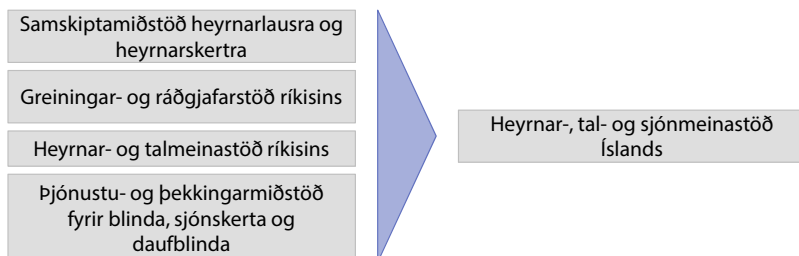 Samskiptamiðstöð heyrnarlausra og
heyrnarskertra
Greiningar- og ráðgjafarstöð ríkisins
Heyrnar- og talmeinastöð ríkisins
Þjónustu- og þekkingarmiðstöð
fyrir blinda, sjónskerta og
daufblinda
Heyrnar-, tal- og sjónmeinastöð
Íslands